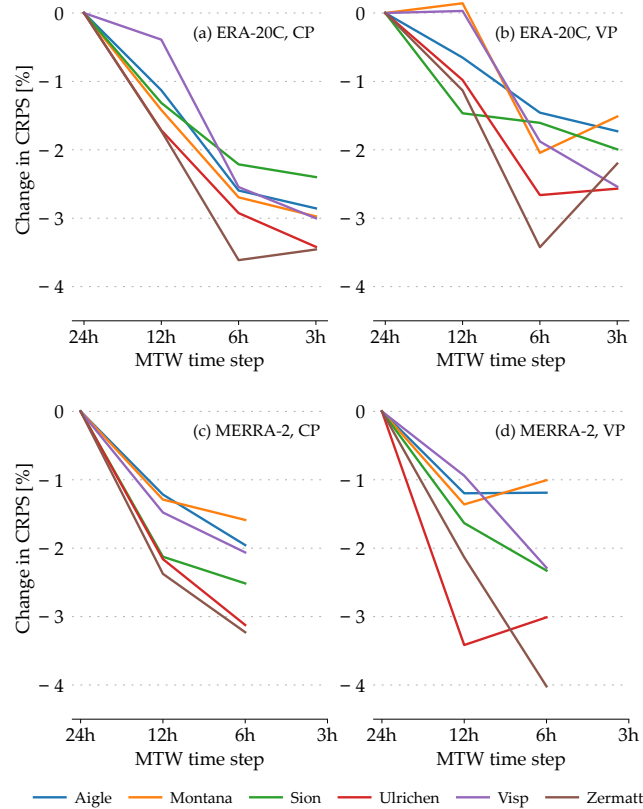 0
− 1
− 2
− 3
− 4
Change in CRPS [%]
(a) ERA-20C, CP
24h 12h 6h 3h
MTW time step
0
− 1
− 2
− 3
− 4
(b) ERA-20C, VP
24h 12h 6h 3h
MTW time step
0
− 1
− 2
− 3
− 4
Change in CRPS [%]
(c) MERRA-2, CP
24h 12h 6h 3h
MTW time step
0
− 1
− 2
− 3
− 4
(d) MERRA-2, VP
24h 12h 6h 3h
MTW time step
Aigle Montana Sion Ulrichen Visp Zermatt